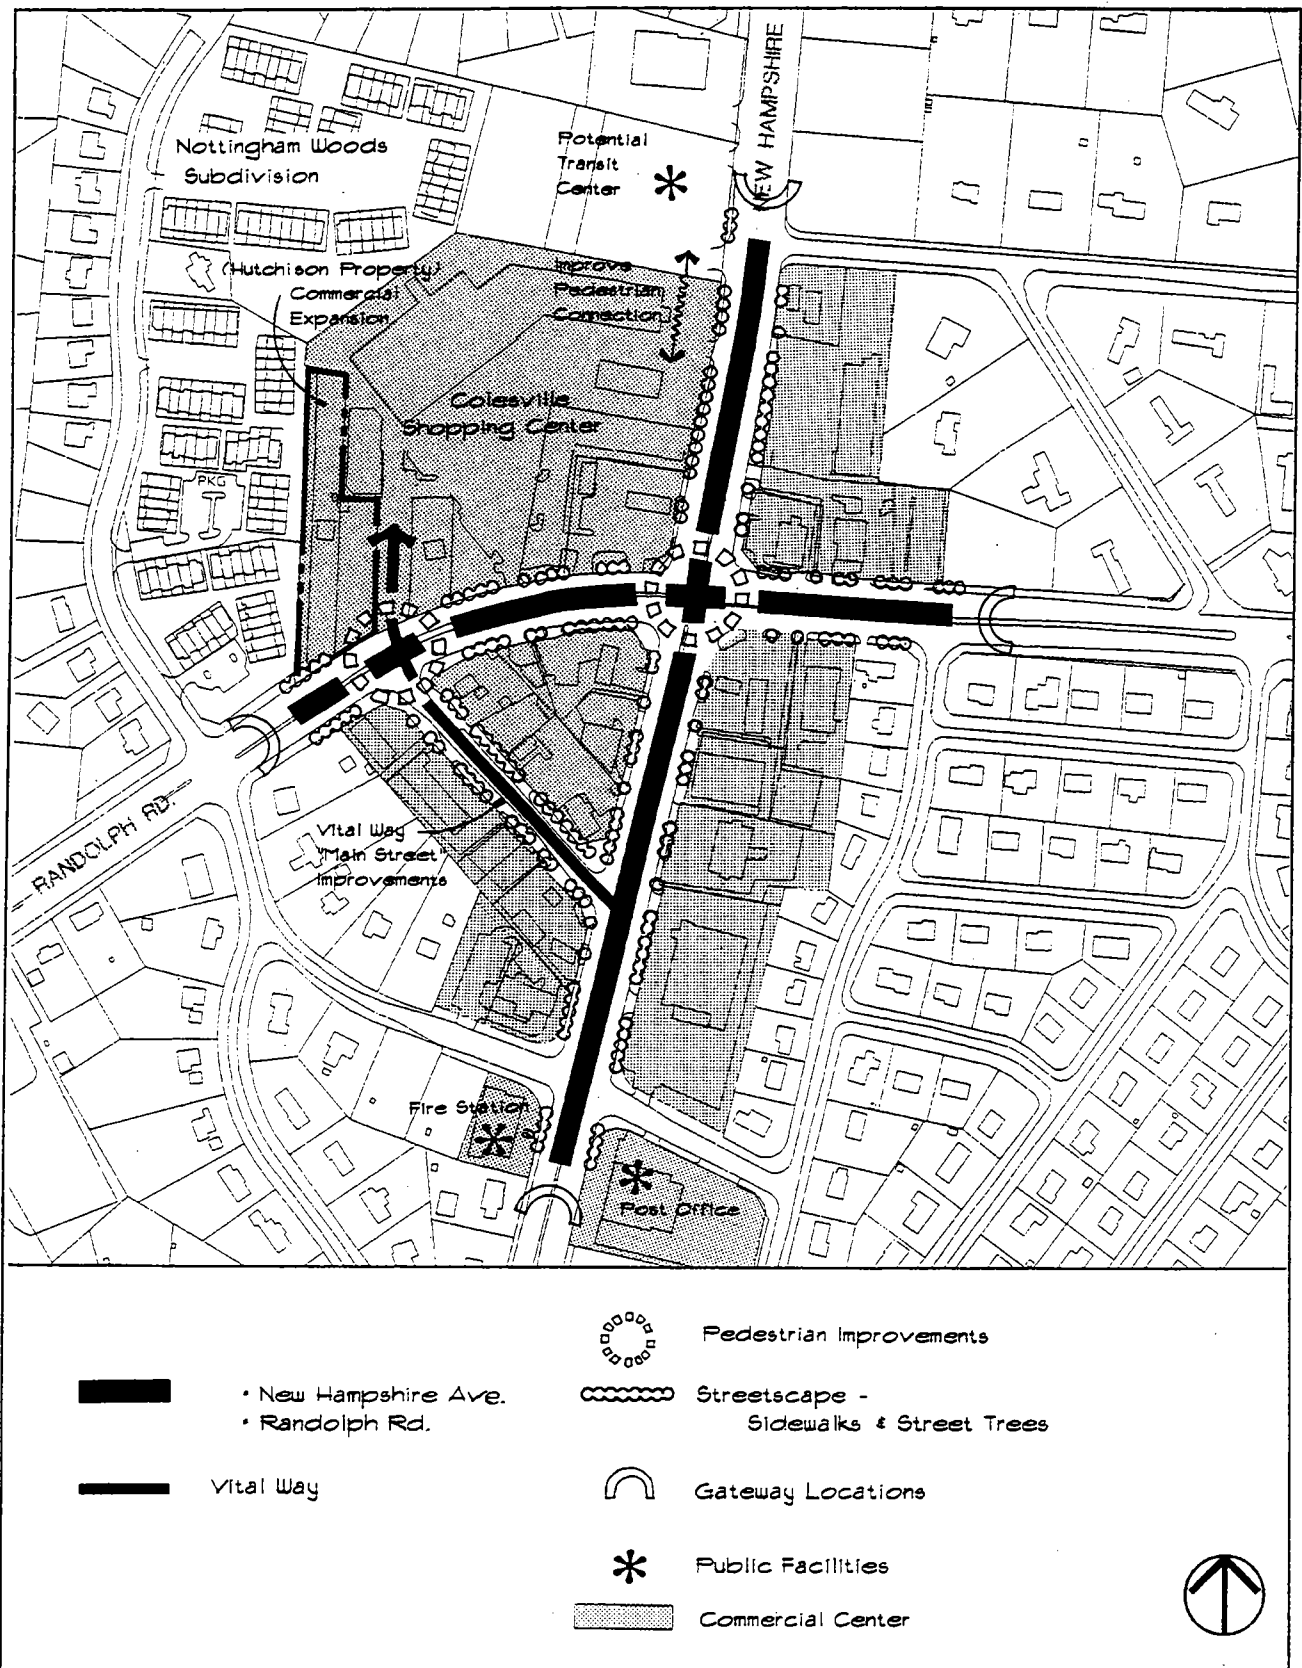 NEW HAMPSHIRE
Potential
Transit
Center
Nottingham Woods
Subdivision
(Hutchison Property)
Commercial
Expansion
Improve
Pedestrian
Connection
Colesville
Shopping Center
PKG
RANDOLPH RD.
Vital Way
"Main Street"
Improvements
Fire Station
Post Office
Pedestrian Improvements
• New Hampshire Ave.
• Randolph Rd.
Streetscape -
Sidewalks & Street Trees
Vital Way
Gateway Locations
Public Facilities
Commercial Center